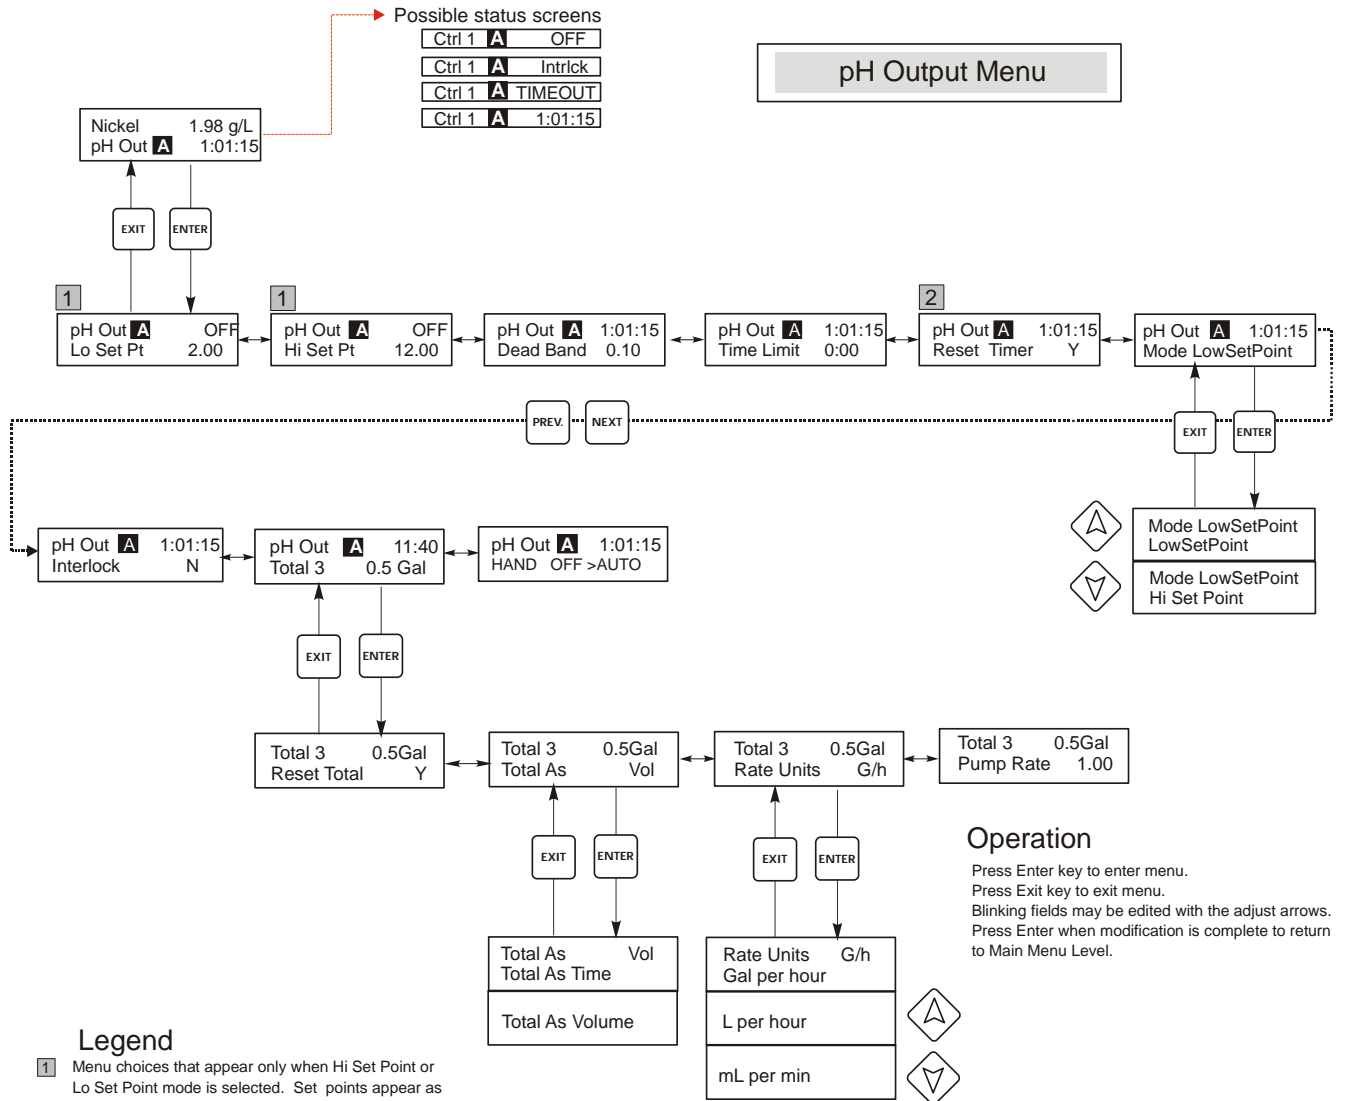 Possible status screens
Ctrl 1 A OFF
Ctrl 1 A Intrlck
Ctrl 1 A TIMEOUT
Ctrl 1 A 1:01:15
pH Output Menu
Nickel 1.98 g/L
pH Out A 1:01:15
EXIT
ENTER
1
pH Out A OFF
Lo Set Pt 2.00
1
pH Out A OFF
Hi Set Pt 12.00
pH Out A 1:01:15
Dead Band 0.10
pH Out A 1:01:15
Time Limit 0:00
2
pH Out A 1:01:15
Reset Timer Y
pH Out A 1:01:15
Mode LowSetPoint
PREV.
NEXT
EXIT
ENTER
Mode LowSetPoint
LowSetPoint
Mode LowSetPoint
Hi Set Point
pH Out A 1:01:15
Interlock N
pH Out A 11:40
Total 3 0.5 Gal
pH Out A 1:01:15
HAND OFF >AUTO
EXIT
ENTER
Total 3 0.5Gal
Reset Total Y
Total 3 0.5Gal
Total As Vol
Total 3 0.5Gal
Rate Units G/h
Total 3 0.5Gal
Pump Rate 1.00
EXIT
ENTER
EXIT
ENTER
Total As Vol
Total As Time
Total As Volume
Rate Units G/h
Gal per hour
L per hour
mL per min
Operation
Press Enter key to enter menu.
Press Exit key to exit menu.
Blinking fields may be edited with the adjust arrows.
Press Enter when modification is complete to return
to Main Menu Level.
Legend
1 Menu choices that appear only when Hi Set Point or
Lo Set Point mode is selected. Set points appear as